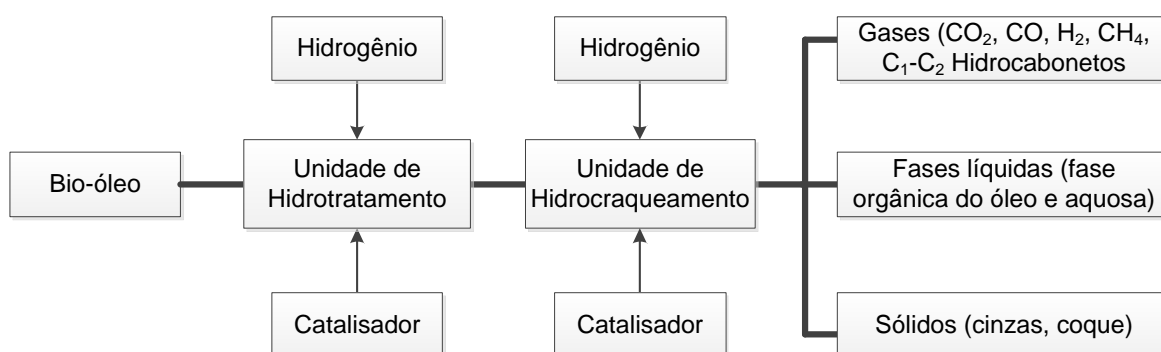 Hidrogênio
Hidrogênio
Gases (CO₂, CO, H₂, CH₄,
C₁-C₂ Hidrocabonetos
Bio-óleo
Unidade de
Hidrotratamento
Unidade de
Hidrocraqueamento
Fases líquidas (fase
orgânica do óleo e aquosa)
Catalisador
Catalisador
Sólidos (cinzas, coque)